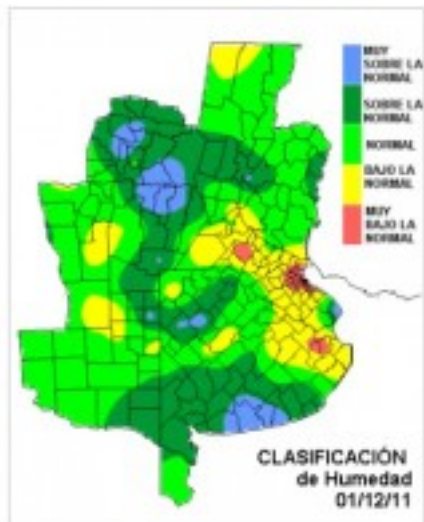 MUY
SOBRE LA
NORMAL
SOBRE LA
NORMAL
NORMAL
BAJO LA
NORMAL
MUY
BAJO LA
NORMAL
CLASIFICACIÓN
de Humedad
01/12/11